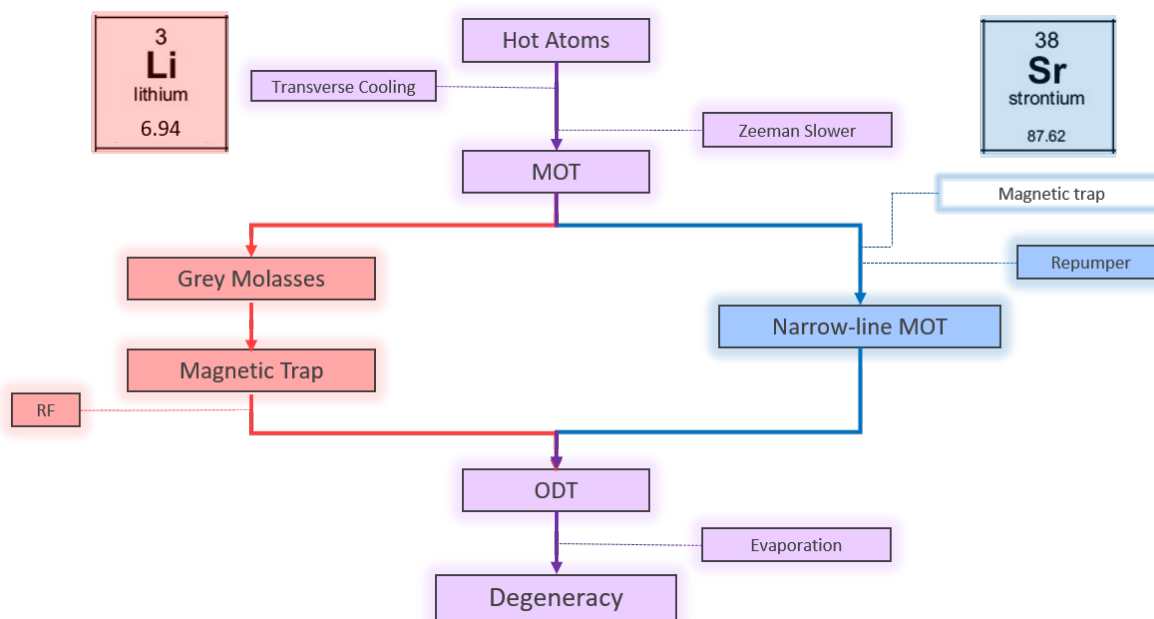 3
Li
lithium
6.94
Hot Atoms
38
Sr
strontium
87.62
Transverse Cooling
Zeeman Slower
MOT
Magnetic trap
Repumper
Grey Molasses
Narrow-line MOT
Magnetic Trap
RF
ODT
Evaporation
Degeneracy